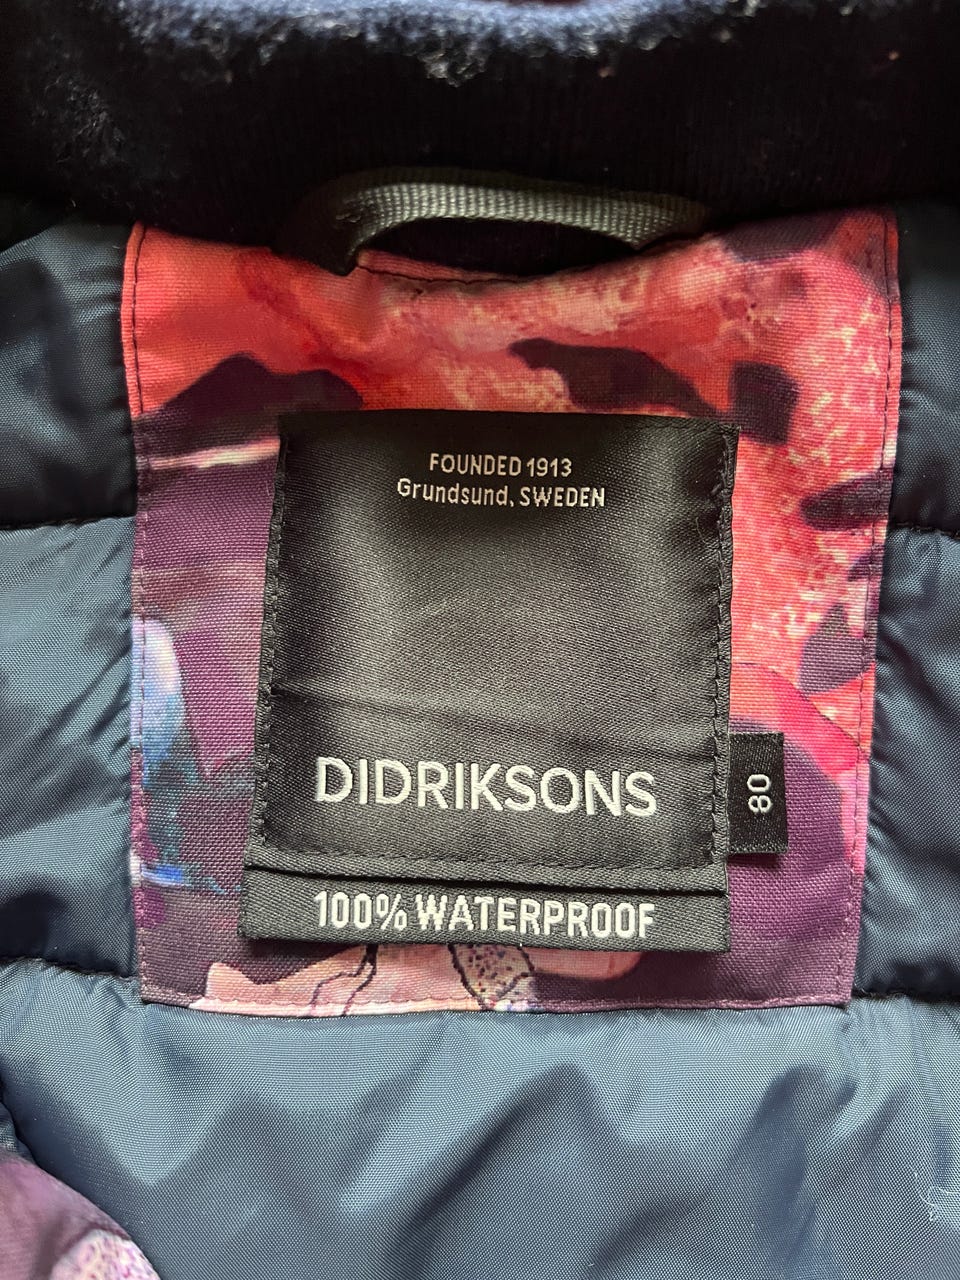 FOUNDED 1913
Grundsund, SWEDEN
DIDRIKSONS
80
100% WATERPROOF